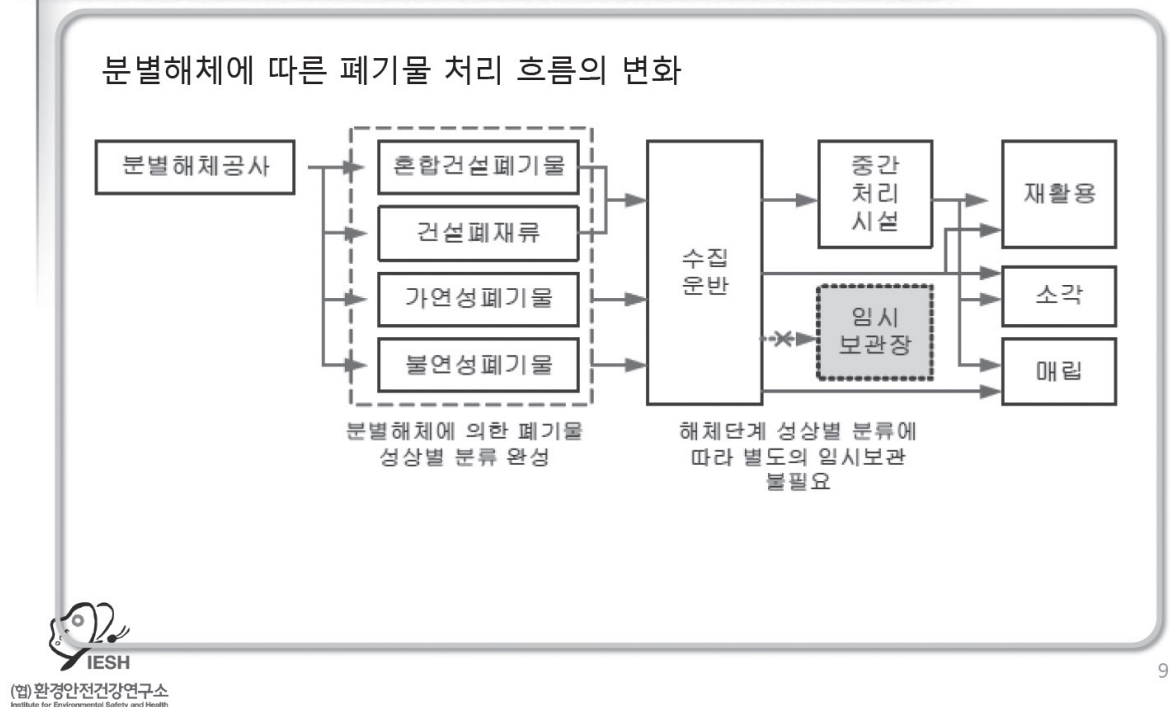 분별해체에 따른 폐기물 처리 흐름의 변화
분별해체공사
혼합건설폐기물
건설폐재류
가연성폐기물
불연성폐기물
분별해체에 의한 폐기물
성상별 분류 완성
수집
운반
중간
처리
시설
임시
보관장
해체단계 성상별 분류에
따라 별도의 임시보관
불필요
재활용
소각
매립
IESH
(협)환경안전건강연구소
Institute for Environmental Safety and Health
9